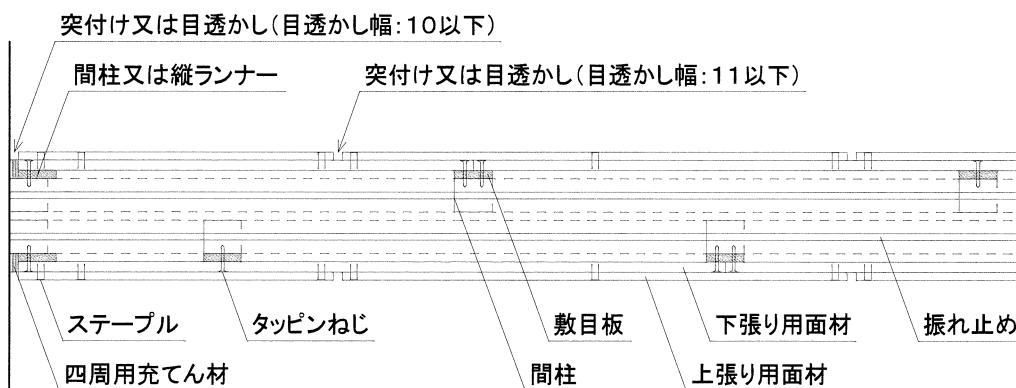 突付け又は目透かし(目透かし幅:10以下)
間柱又は縦ランナー
突付け又は目透かし(目透かし幅:11以下)
ステープル
タッピンねじ
敷目板
下張り用面材
振れ止め
四周用充てん材
間柱
上張り用面材